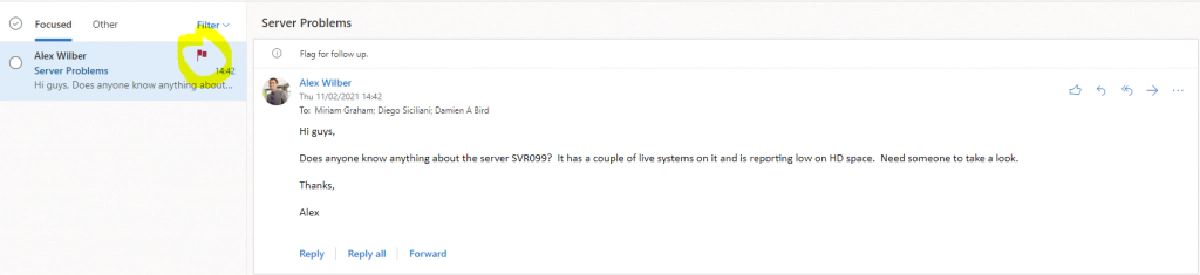 Focused Other Filter
Alex Wilber
Server Problems 14:42
Hi guys. Does anyone know anything about...
Server Problems
Flag for follow up.
Alex Wilber
Thu 11/02/2021 14:42
To: Miriam Graham; Diego Siciliani; Damien A Bird
Hi guys,
Does anyone know anything about the server SVR099? It has a couple of live systems on it and is reporting low on HD space. Need someone to take a look.
Thanks,
Alex
Reply Reply all Forward